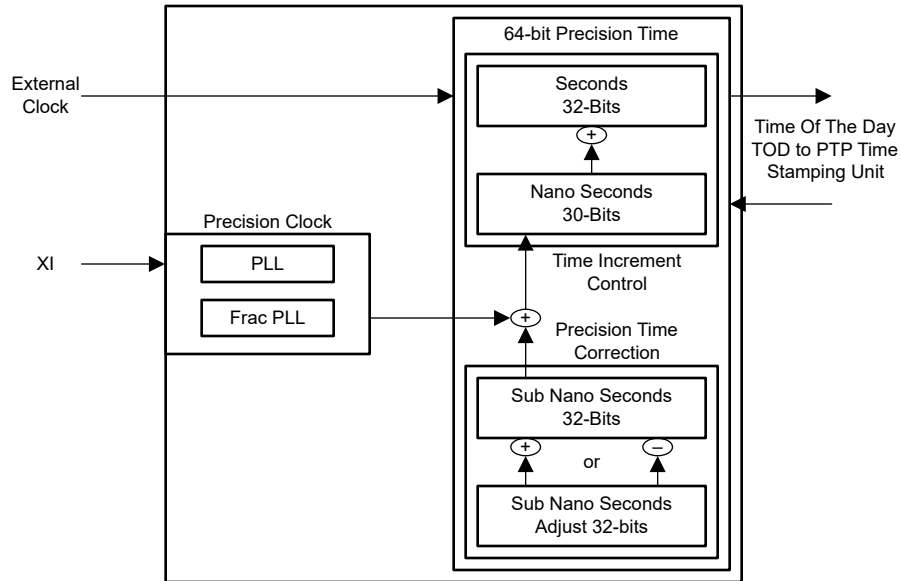 64-bit Precision Time
External
Clock
Seconds
32-Bits
+
Time Of The Day
TOD to PTP Time
Stamping Unit
Nano Seconds
30-Bits
Precision Clock
XI
PLL
Frac PLL
Time Increment
Control
+
Precision Time
Correction
Sub Nano Seconds
32-Bits
+
or
−
Sub Nano Seconds
Adjust 32-bits